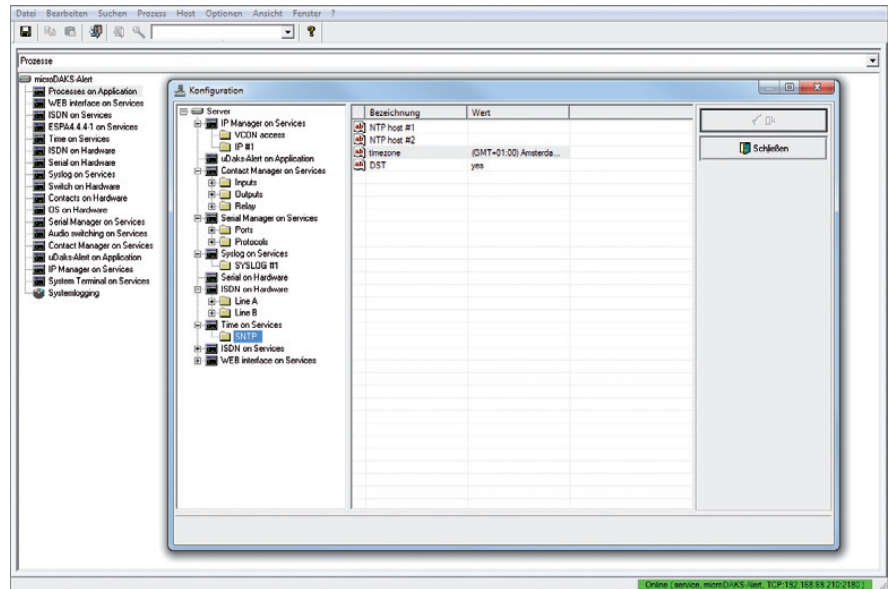 Datei Bearbeiten Suchen Prozess Host Optionen Ansicht Fenster ?
Prozesse
microDAKS-Alert
Processes on Application
WEB interface on Services
ISDN on Services
ESPA4.4.4-1 on Services
Time on Services
ISDN on Hardware
Serial on Hardware
Syslog on Services
Switch on Hardware
Contacts on Hardware
OS on Hardware
Serial Manager on Services
Audio switching on Services
Contact Manager on Services
uDaks-Alert on Application
IP Manager on Services
System Terminal on Services
Systemlogging
Konfiguration
Server
IP Manager on Services
VCON access
IP #1
uDaks-Alert on Application
Contact Manager on Services
Inputs
Outputs
Relay
Serial Manager on Services
Ports
Protocols
Syslog on Services
SYSLOG #1
Serial on Hardware
ISDN on Hardware
Line A
Line B
Time on Services
SNTP
ISDN on Services
WEB interface on Services
Bezeichnung Wert
ab NTP host #1
ab NTP host #2
ab timezone (GMT+01:00) Amsterda...
ab DST yes
Ok
Schließen
Online ( service, microDAKS-Alert, TCP:192.168.69.210:2180 )